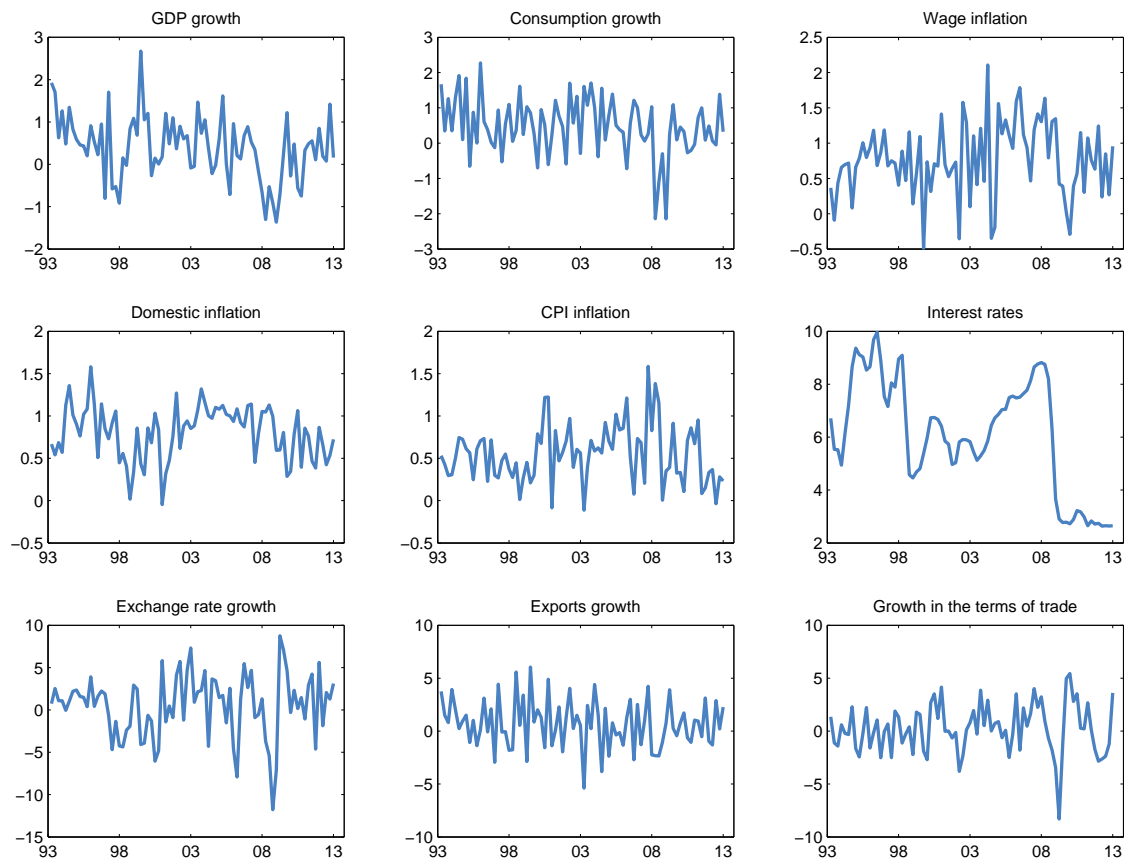 GDP growth
3
2
1
0
−1
−2
93 98 03 08 13
Consumption growth
3
2
1
0
−1
−2
−3
93 98 03 08 13
Wage inflation
2.5
2
1.5
1
0.5
0
−0.5
93 98 03 08 13
Domestic inflation
2
1.5
1
0.5
0
−0.5
93 98 03 08 13
CPI inflation
2
1.5
1
0.5
0
−0.5
93 98 03 08 13
Interest rates
10
8
6
4
2
93 98 03 08 13
Exchange rate growth
10
5
0
−5
−10
−15
93 98 03 08 13
Exports growth
10
5
0
−5
−10
93 98 03 08 13
Growth in the terms of trade
10
5
0
−5
−10
93 98 03 08 13